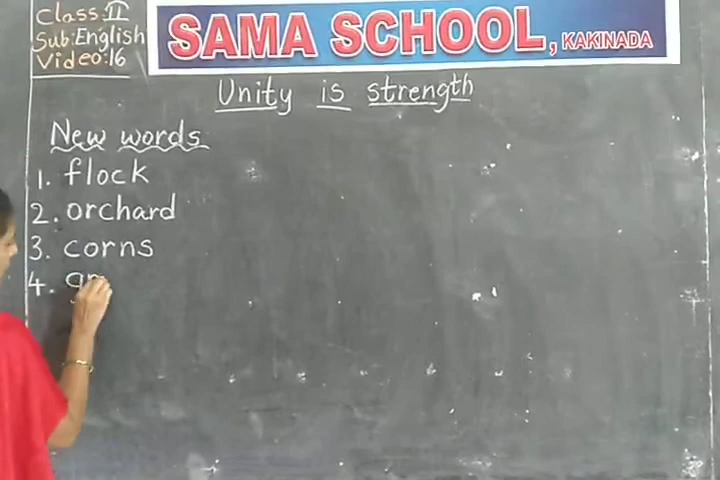 Class: II
Sub: English
Video: 16
SAMA SCHOOL, KAKINADA
Unity is strength
New words
1. flock
2. orchard
3. corns
4.